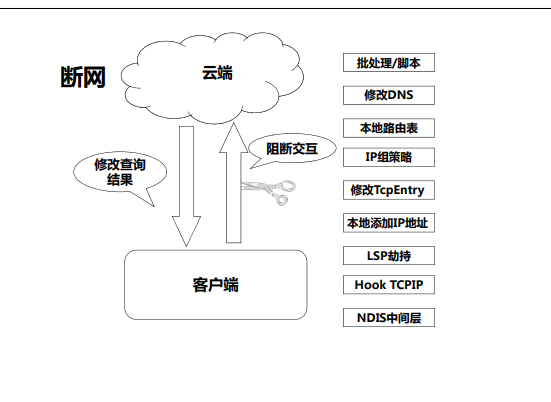 断网
云端
阻断交互
修改查询
结果
客户端
批处理/脚本
修改DNS
本地路由表
IP组策略
修改TcpEntry
本地添加IP地址
LSP劫持
Hook TCPIP
NDIS中间层